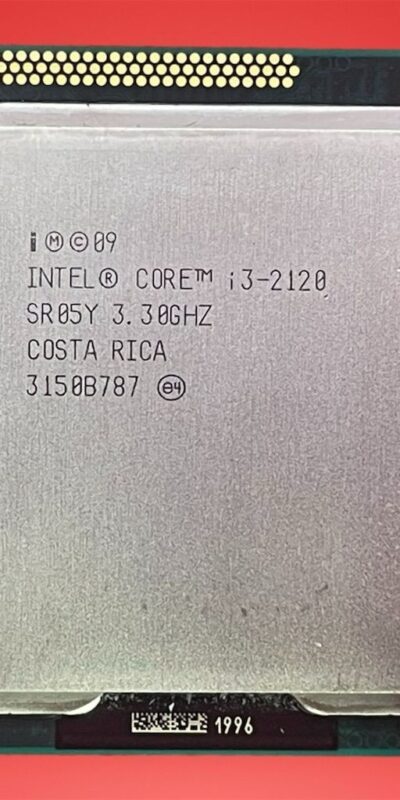 i Ⓜ © 09
INTEL® CORE™ i3-2120
SR05Y 3.30GHZ
COSTA RICA
3150B787 e4
1996